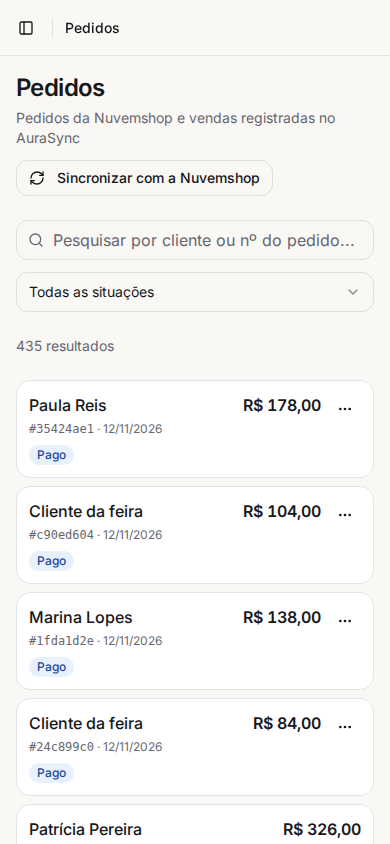 Pedidos
Pedidos
Pedidos da Nuvemshop e vendas registradas no
AuraSync
Sincronizar com a Nuvemshop
Pesquisar por cliente ou nº do pedido...
Todas as situações
435 resultados
Paula Reis R$ 178,00 ...
#35424ae1 · 12/11/2026
Pago
Cliente da feira R$ 104,00 ...
#c90ed604 · 12/11/2026
Pago
Marina Lopes R$ 138,00 ...
#1fda1d2e · 12/11/2026
Pago
Cliente da feira R$ 84,00 ...
#24c899c0 · 12/11/2026
Pago
Patrícia Pereira R$ 326,00